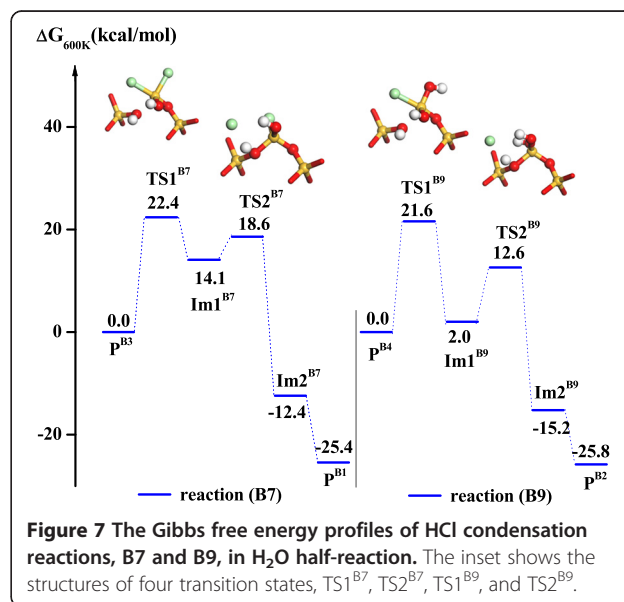 ΔG600K(kcal/mol)
40
20
0
-20
TS1B7
22.4
TS2B7
18.6
14.1
Im1B7
0.0
PB3
Im2B7
-12.4
-25.4
PB1
reaction (B7)
TS1B9
21.6
TS2B9
12.6
0.0
PB4
2.0
Im1B9
Im2B9
-15.2
-25.8
PB2
reaction (B9)
Figure 7 The Gibbs free energy profiles of HCl condensation
reactions, B7 and B9, in H2O half-reaction. The inset shows the
structures of four transition states, TS1B7, TS2B7, TS1B9, and TS2B9.